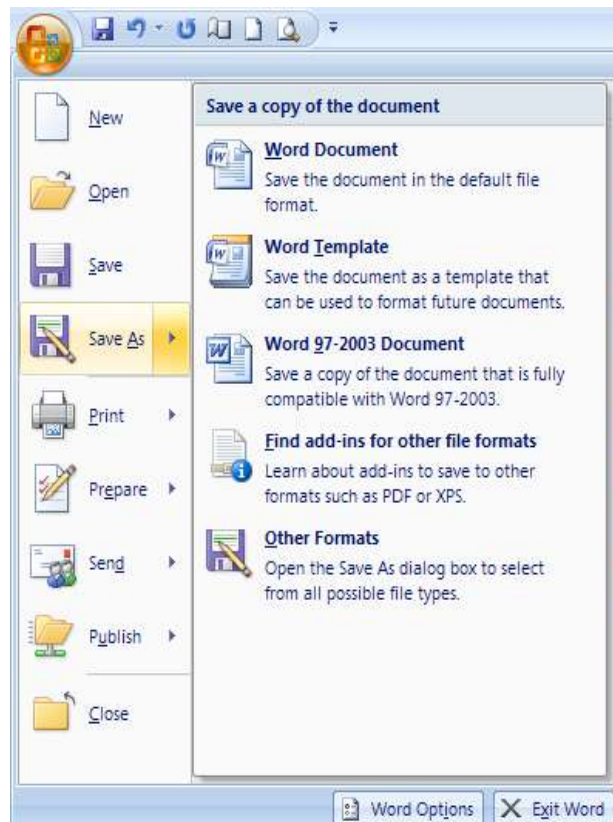 New
Open
Save
Save As
Print
Prepare
Send
Publish
Close
Save a copy of the document
Word Document
Save the document in the default file
format.
Word Template
Save the document as a template that
can be used to format future documents.
Word 97-2003 Document
Save a copy of the document that is fully
compatible with Word 97-2003.
Find add-ins for other file formats
Learn about add-ins to save to other
formats such as PDF or XPS.
Other Formats
Open the Save As dialog box to select
from all possible file types.
Word Options
Exit Word